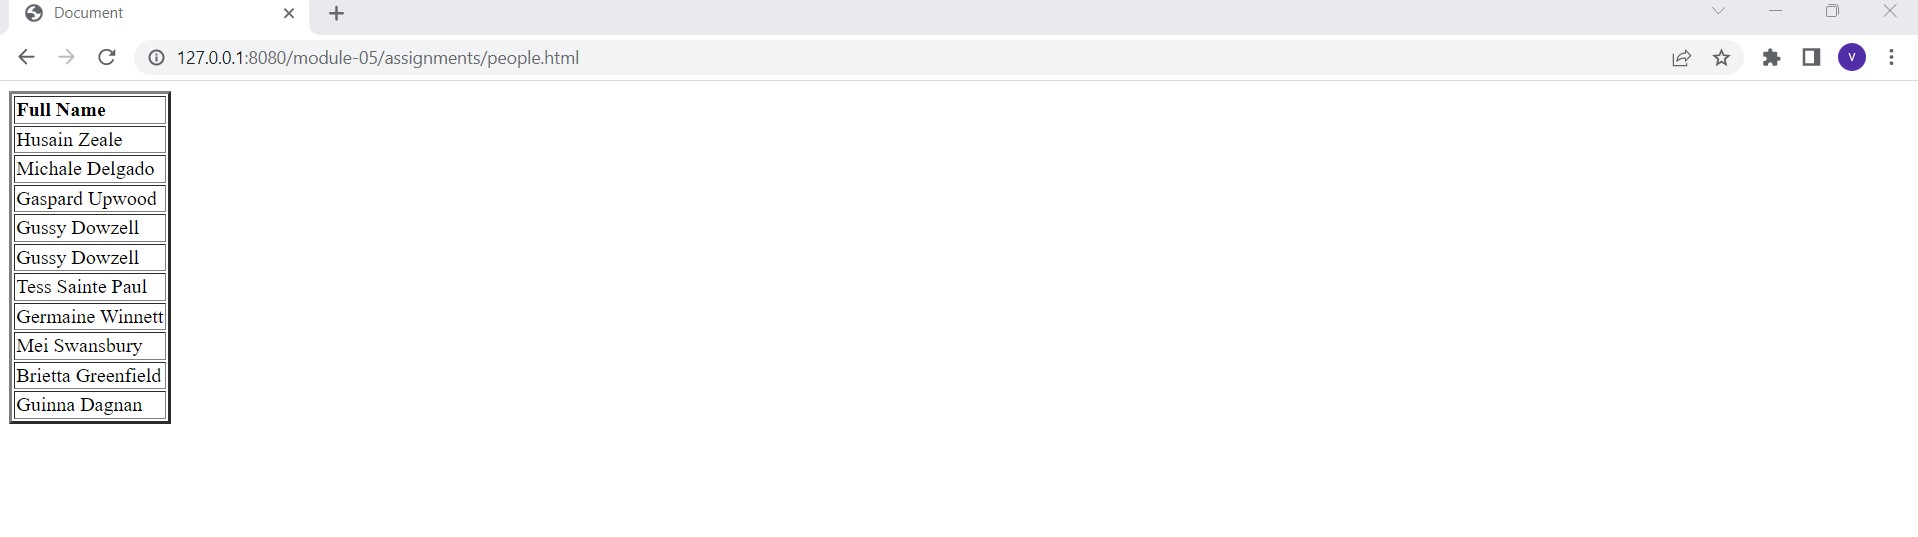 Document
127.0.0.1:8080/module-05/assignments/people.html
V
Full Name
Husain Zeale
Michale Delgado
Gaspard Upwood
Gussy Dowzell
Gussy Dowzell
Tess Sainte Paul
Germaine Winnett
Mei Swansbury
Brietta Greenfield
Guinna Dagnan